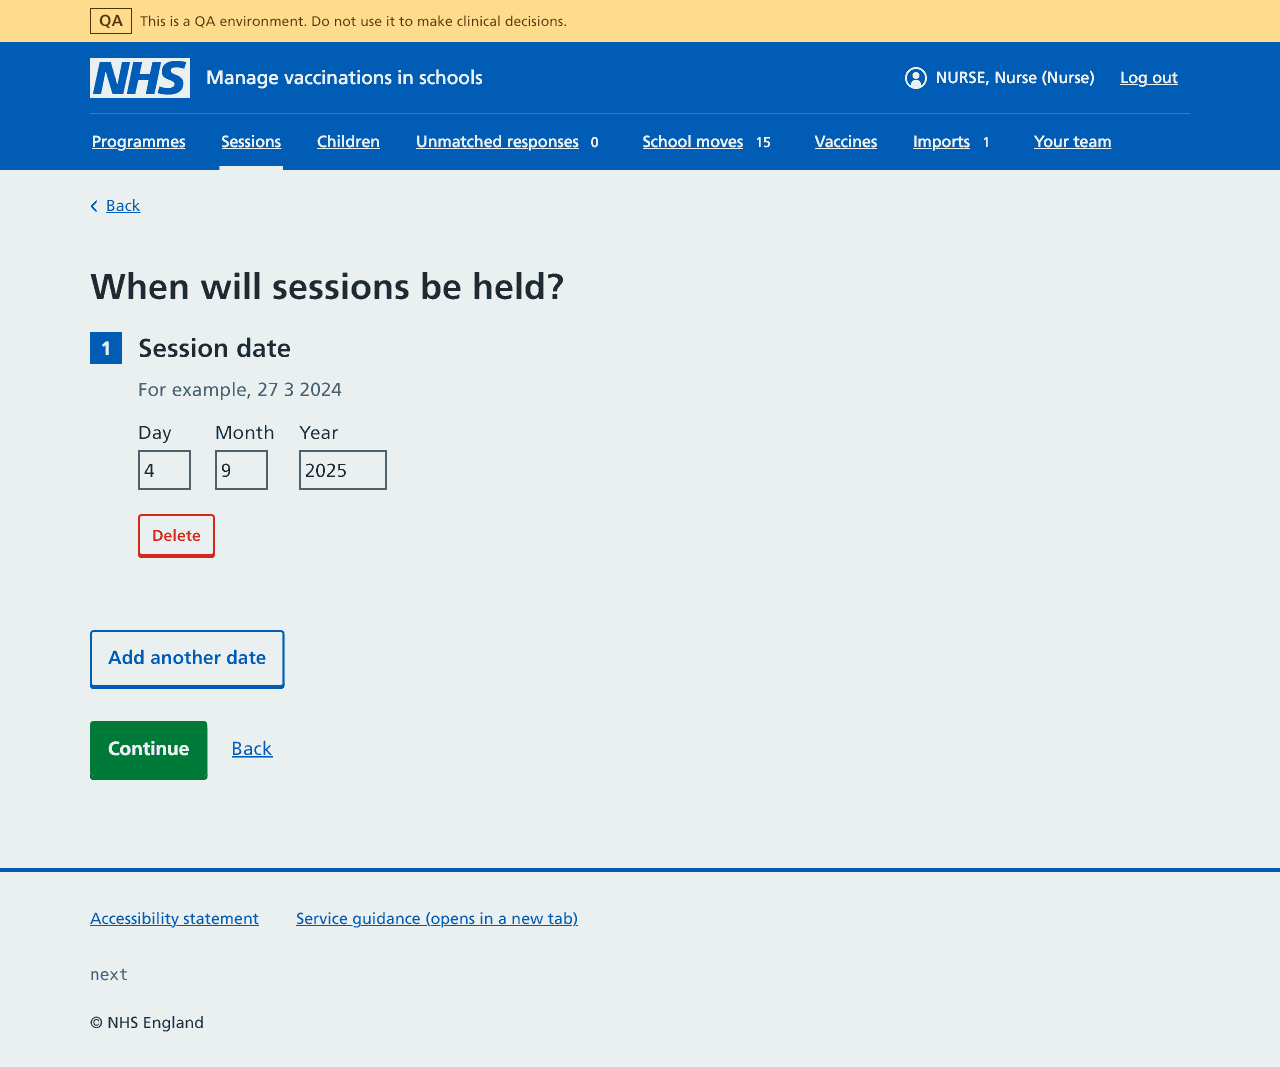 QA This is a QA environment. Do not use it to make clinical decisions.
NHS Manage vaccinations in schools NURSE, Nurse (Nurse) Log out
Programmes Sessions Children Unmatched responses 0 School moves 15 Vaccines Imports 1 Your team
Back
When will sessions be held?
1 Session date
For example, 27 3 2024
Day Month Year
4 9 2025
Delete
Add another date
Continue Back
Accessibility statement Service guidance (opens in a new tab)
next
© NHS England